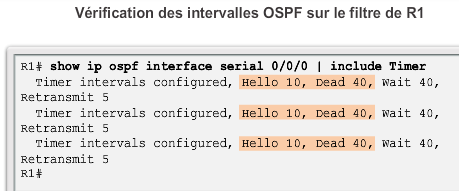 Vérification des intervalles OSPF sur le filtre de R1
R1# show ip ospf interface serial 0/0/0 | include Timer
Timer intervals configured, Hello 10, Dead 40, Wait 40,
Retransmit 5
Timer intervals configured, Hello 10, Dead 40, Wait 40,
Retransmit 5
Timer intervals configured, Hello 10, Dead 40, Wait 40,
Retransmit 5
R1#